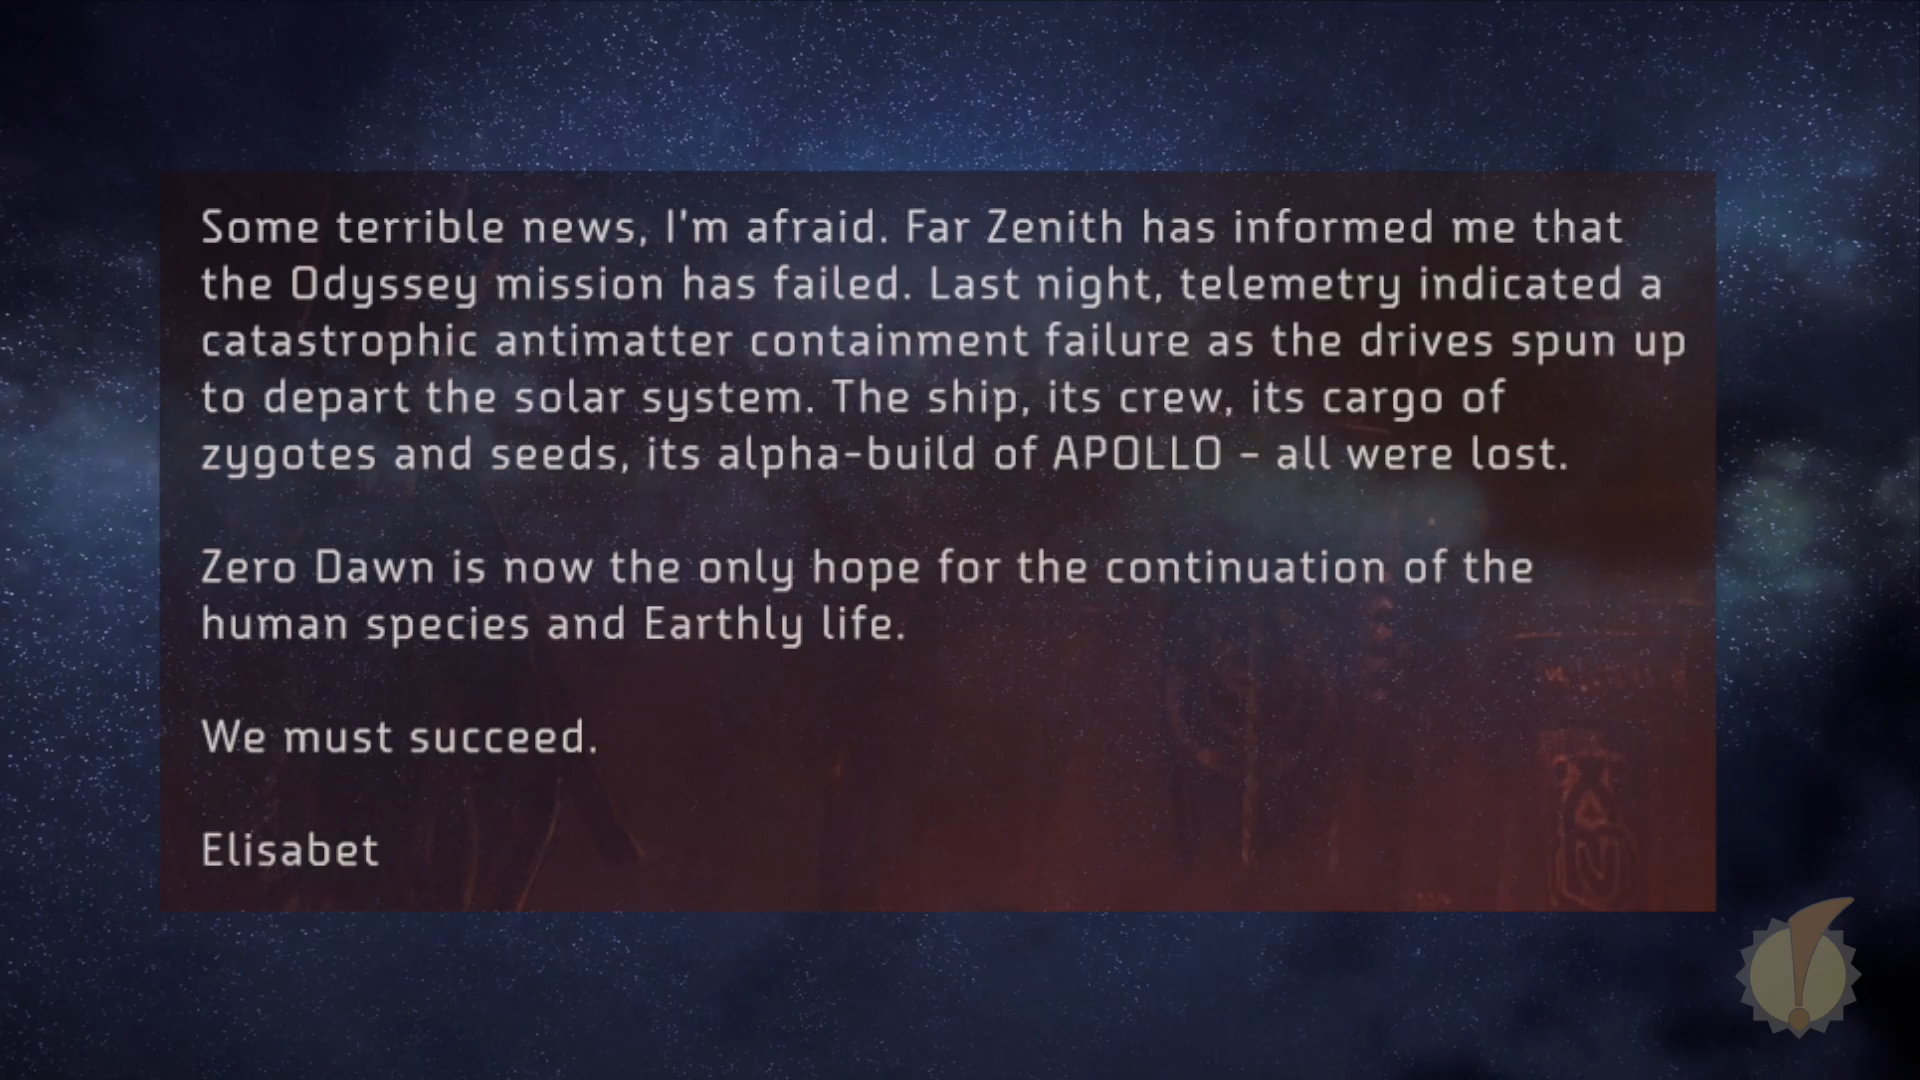 Some terrible news, I'm afraid. Far Zenith has informed me that
the Odyssey mission has failed. Last night, telemetry indicated a
catastrophic antimatter containment failure as the drives spun up
to depart the solar system. The ship, its crew, its cargo of
zygotes and seeds, its alpha-build of APOLLO - all were lost.
Zero Dawn is now the only hope for the continuation of the
human species and Earthly life.
We must succeed.
Elisabet